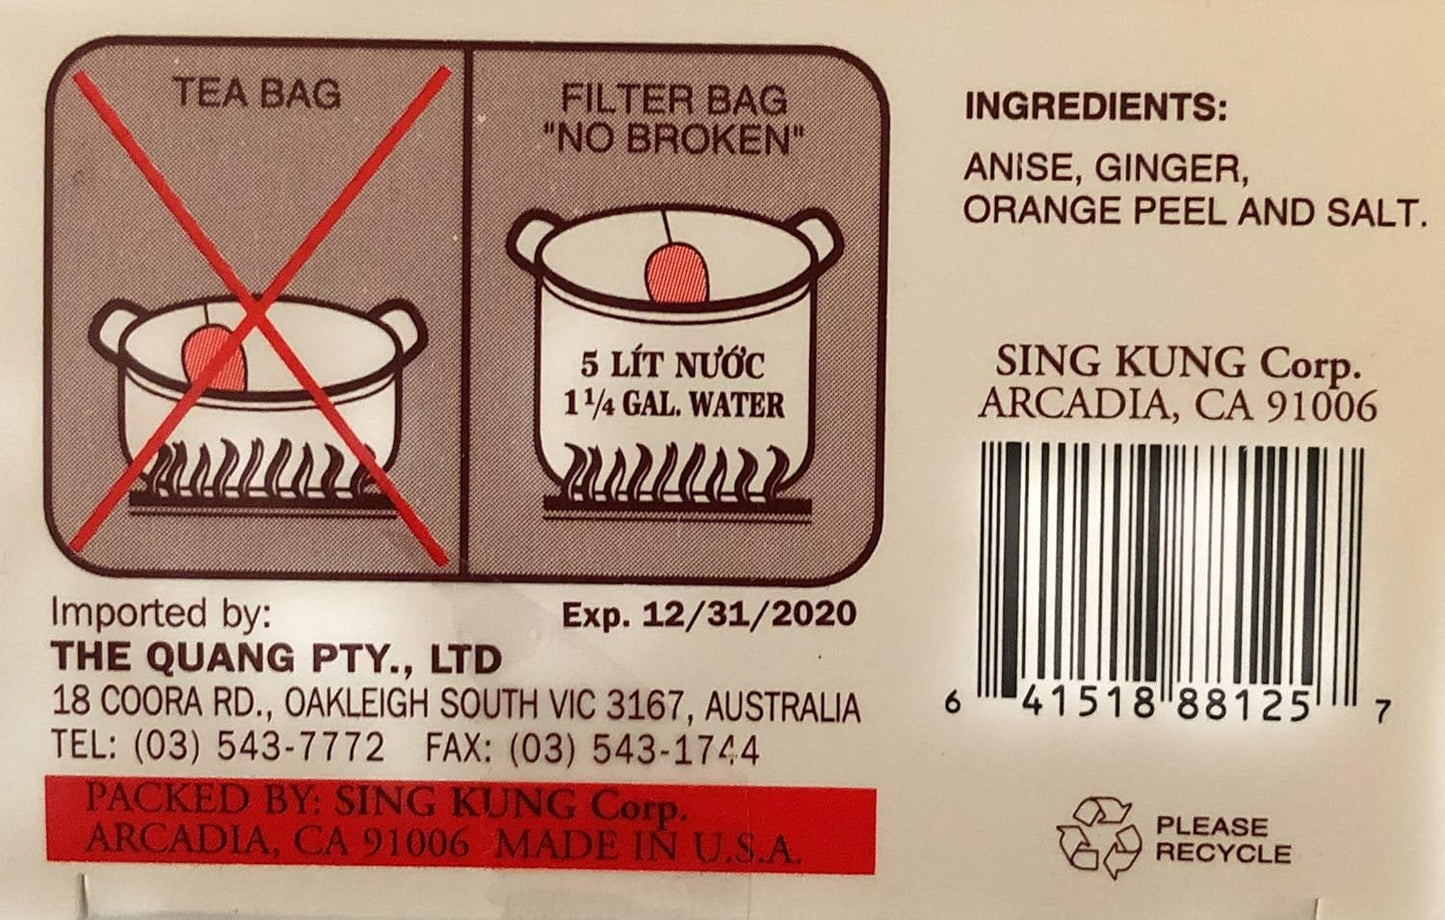 TEA BAG
FILTER BAG
"NO BROKEN"
5 LÍT NƯỚC
1 1/4 GAL. WATER
INGREDIENTS:
ANISE, GINGER,
ORANGE PEEL AND SALT.
SING KUNG Corp.
ARCADIA, CA 91006
6 41518 88125 7
Imported by:
Exp. 12/31/2020
THE QUANG PTY., LTD
18 COORA RD., OAKLEIGH SOUTH VIC 3167, AUSTRALIA
TEL: (03) 543-7772 FAX: (03) 543-1744
PACKED BY: SING KUNG Corp.
ARCADIA, CA 91006 MADE IN U.S.A.
PLEASE
RECYCLE